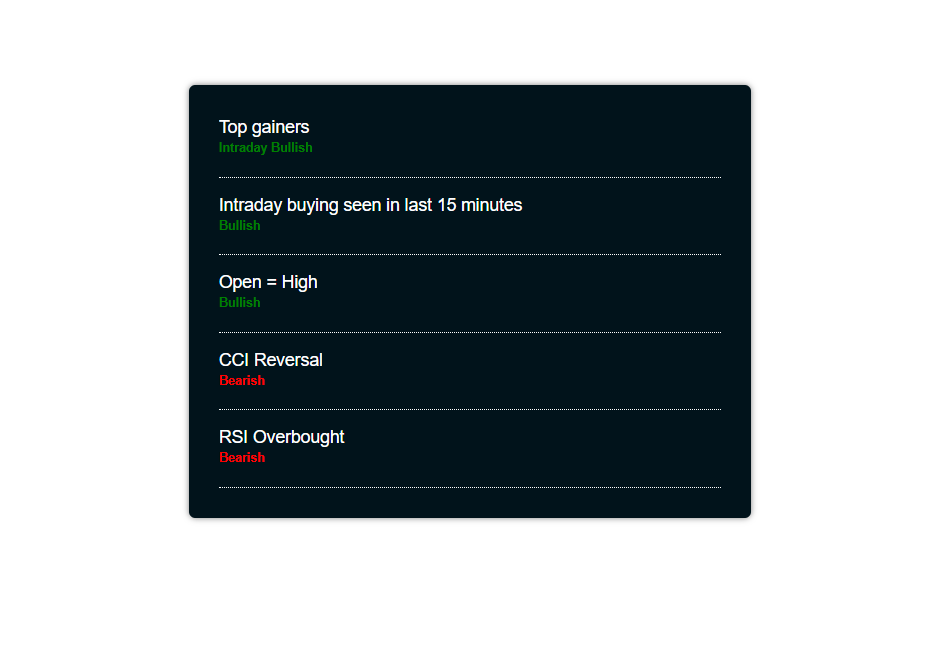 Top gainers
Intraday Bullish
Intraday buying seen in last 15 minutes
Bullish
Open = High
Bullish
CCI Reversal
Bearish
RSI Overbought
Bearish